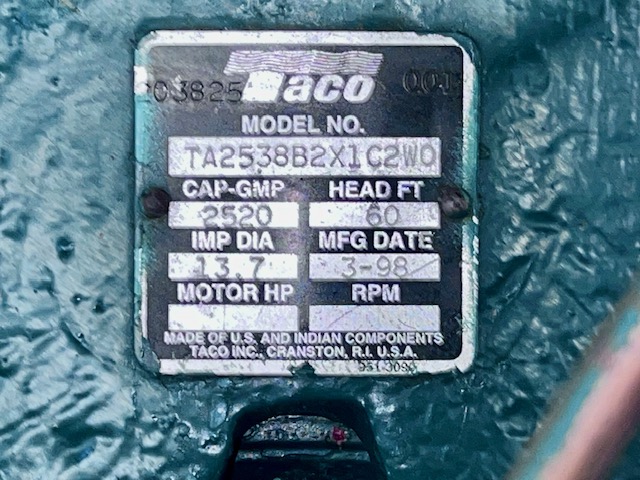 203825 Taco 001
MODEL NO.
TA2538B2X1C2W0
CAP-GMP HEAD FT
2520 60
IMP DIA MFG DATE
13.7 3-98
MOTOR HP RPM
MADE OF U.S. AND INDIAN COMPONENTS
TACO INC., CRANSTON, R.I. U.S.A.